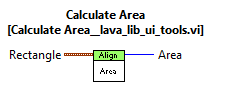 Calculate Area
[Calculate Area__lava_lib_ui_tools.vi]
Rectangle Align Area
Area